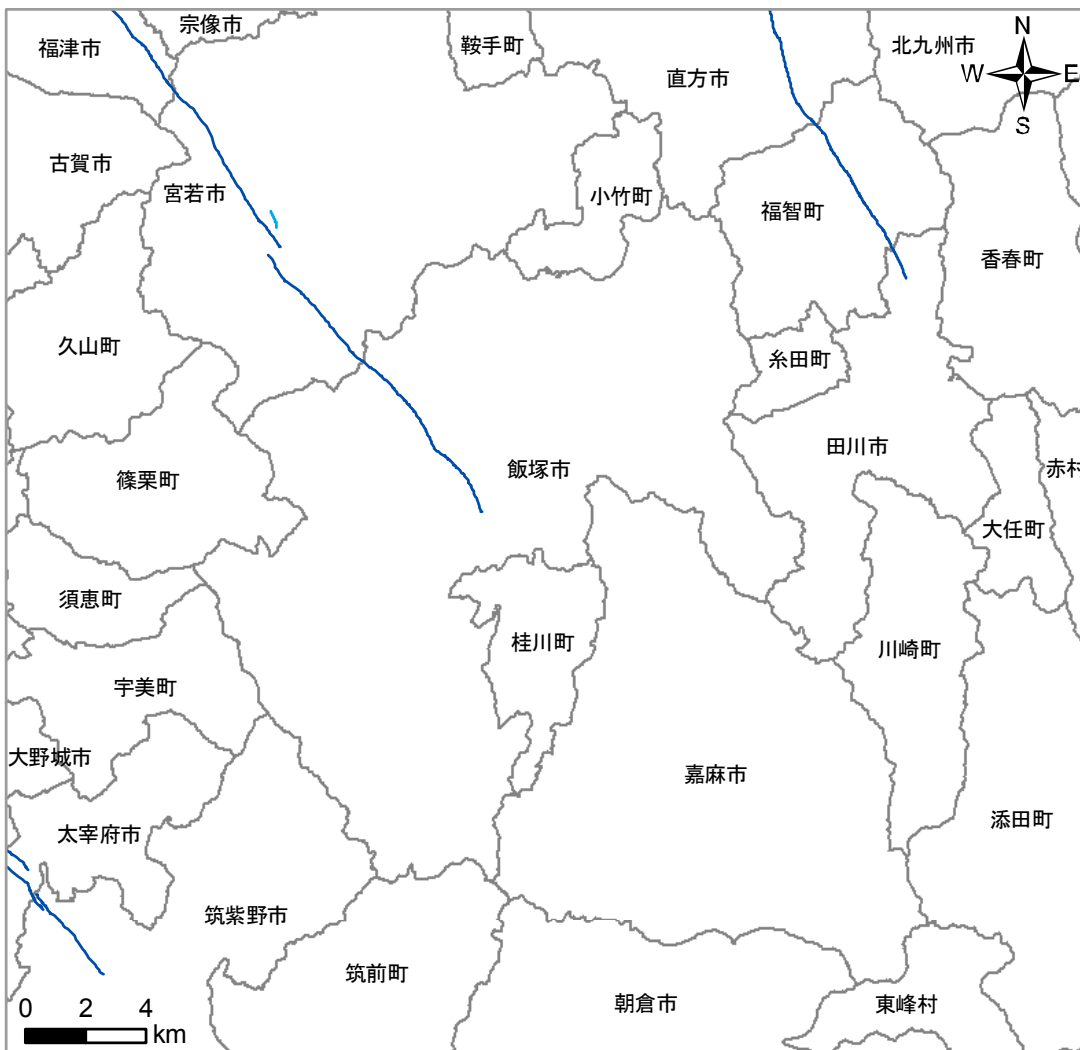 宗像市
福津市
鞍手町
直方市
北九州市
N
W
E
S
古賀市
宮若市
小竹町
福智町
香春町
久山町
糸田町
篠栗町
飯塚市
田川市
赤村
大任町
須恵町
桂川町
川崎町
宇美町
大野城市
嘉麻市
太宰府市
添田町
筑紫野市
筑前町
朝倉市
東峰村
0 2 4
km